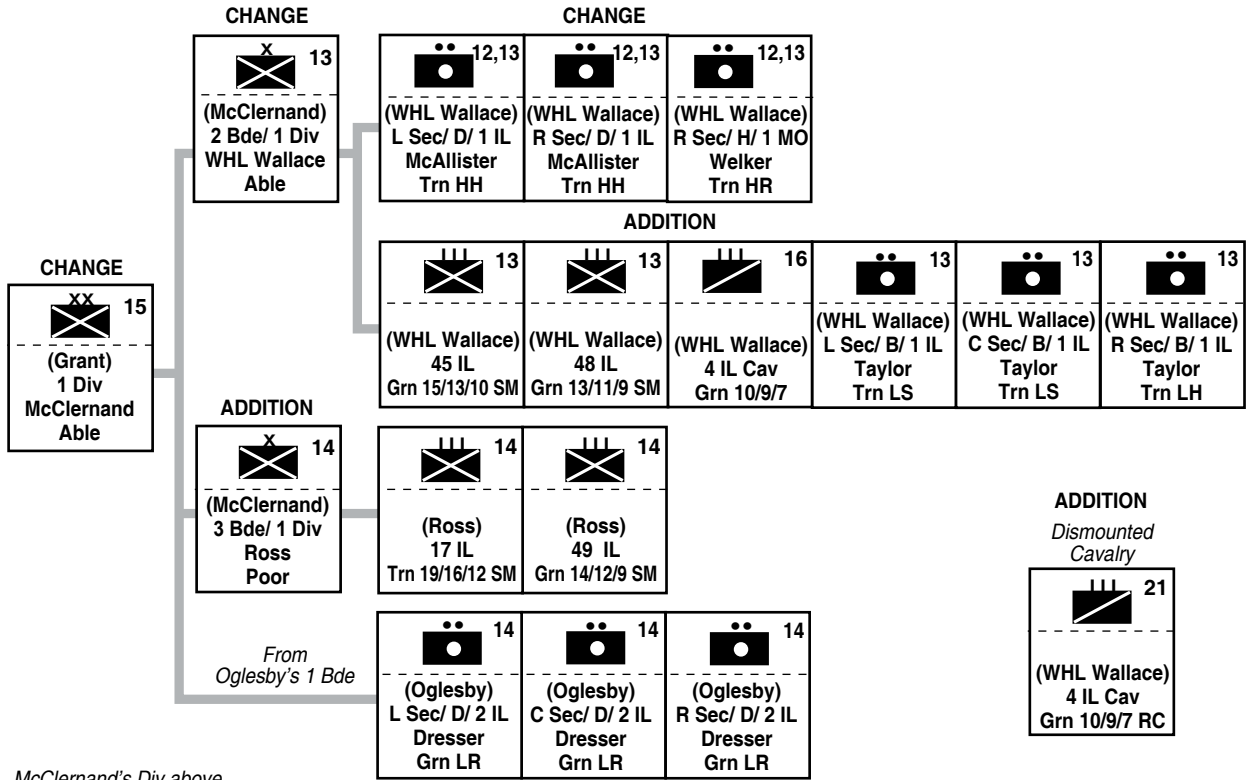 CHANGE
X 13
(McClernand)
2 Bde/ 1 Div
WHL Wallace
Able
CHANGE
12,13
(WHL Wallace)
L Sec/ D/ 1 IL
McAllister
Trn HH
12,13
(WHL Wallace)
R Sec/ D/ 1 IL
McAllister
Trn HH
12,13
(WHL Wallace)
R Sec/ H/ 1 MO
Welker
Trn HR
ADDITION
III 13
(WHL Wallace)
45 IL
Grn 15/13/10 SM
III 13
(WHL Wallace)
48 IL
Grn 13/11/9 SM
III 16
(WHL Wallace)
4 IL Cav
Grn 10/9/7
13
(WHL Wallace)
L Sec/ B/ 1 IL
Taylor
Trn LS
13
(WHL Wallace)
C Sec/ B/ 1 IL
Taylor
Trn LS
13
(WHL Wallace)
R Sec/ B/ 1 IL
Taylor
Trn LH
CHANGE
XX 15
(Grant)
1 Div
McClernand
Able
ADDITION
X 14
(McClernand)
3 Bde/ 1 Div
Ross
Poor
III 14
(Ross)
17 IL
Trn 19/16/12 SM
III 14
(Ross)
49 IL
Grn 14/12/9 SM
From
Oglesby's 1 Bde
14
(Oglesby)
L Sec/ D/ 2 IL
Dresser
Grn LR
14
(Oglesby)
C Sec/ D/ 2 IL
Dresser
Grn LR
14
(Oglesby)
R Sec/ D/ 2 IL
Dresser
Grn LR
ADDITION
Dismounted
Cavalry
III 21
(WHL Wallace)
4 IL Cav
Grn 10/9/7 RC
McClernand's Div above